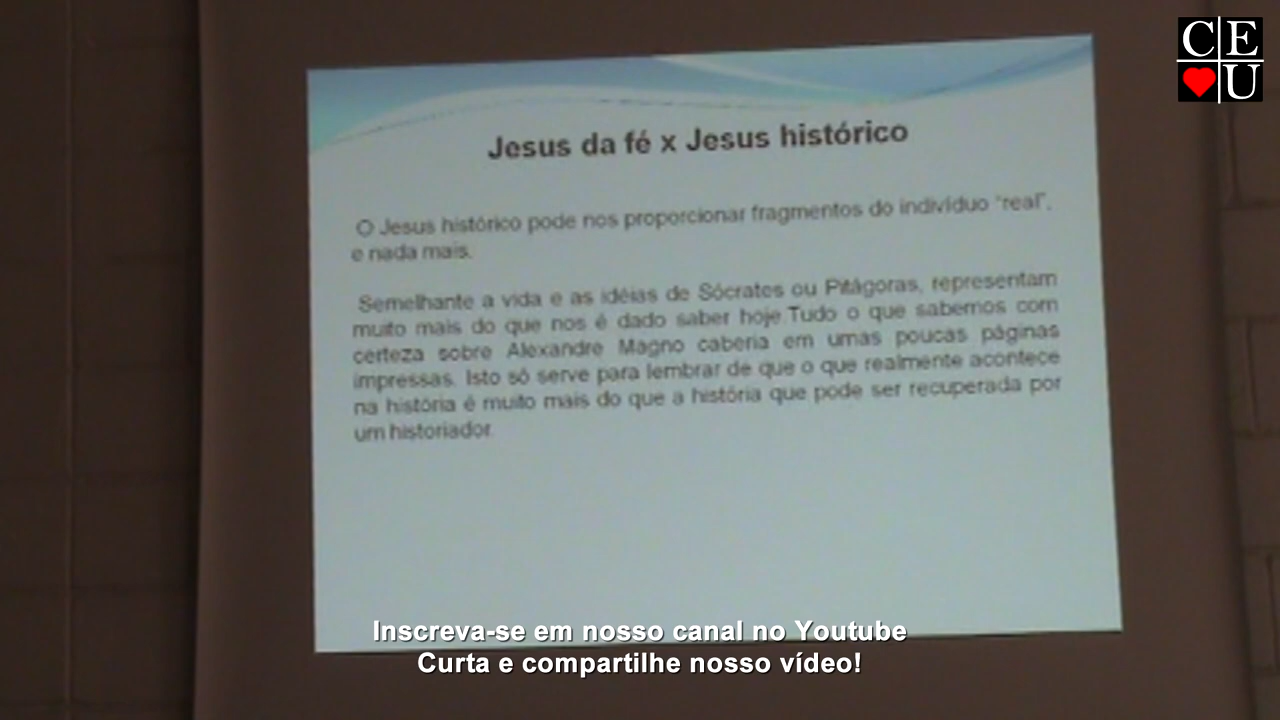 CE
U
Jesus da fé x Jesus histórico
O Jesus histórico pode nos proporcionar fragmentos do indivíduo "real",
e nada mais.
Semelhante a vida e as idéias de Sócrates ou Pitágoras, representam
muito mais do que nos é dado saber hoje.Tudo o que sabemos com
certeza sobre Alexandre Magno caberia em umas poucas páginas
impressas. Isto só serve para lembrar de que o que realmente acontece
na história é muito mais do que a história que pode ser recuperada por
um historiador.
Inscreva-se em nosso canal no Youtube
Curta e compartilhe nosso vídeo!